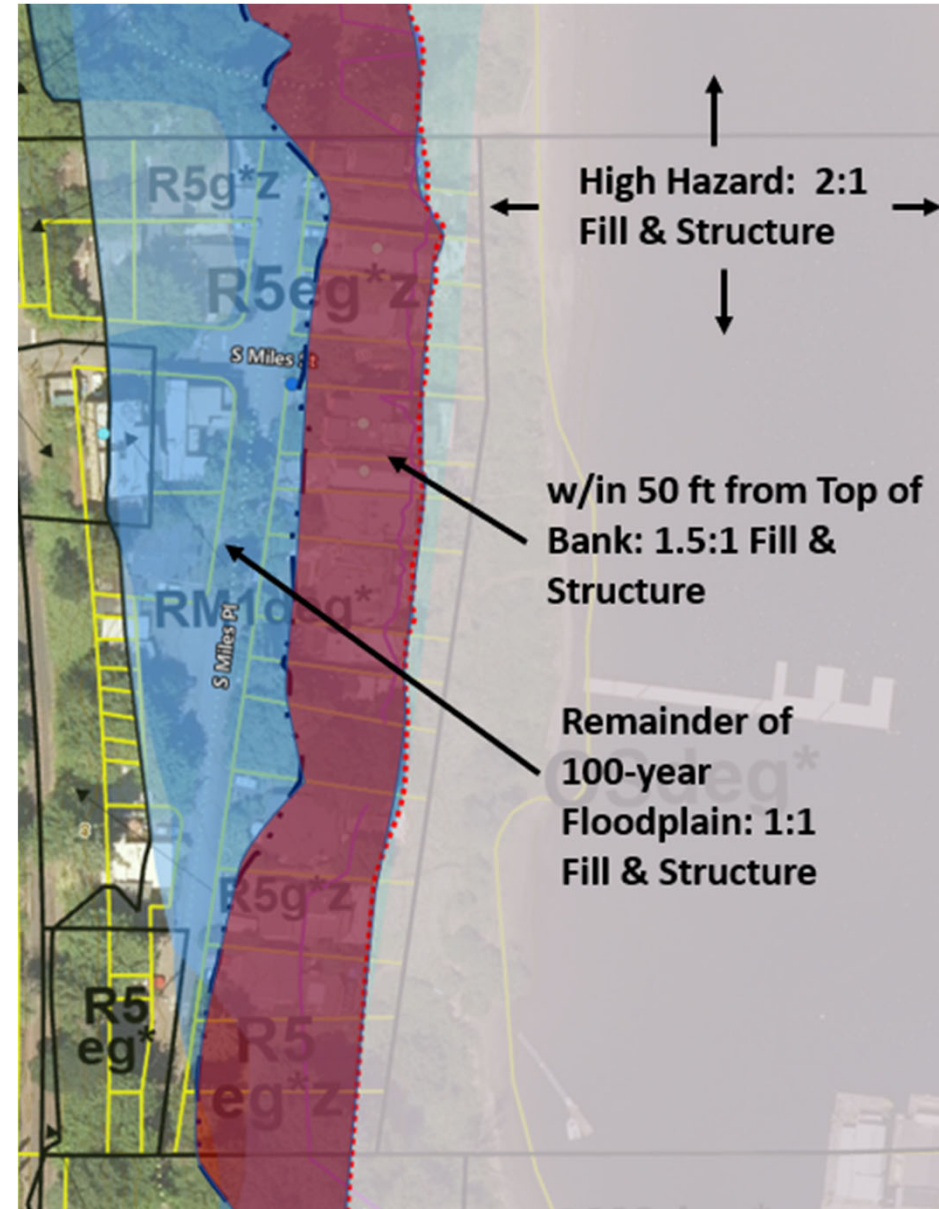 R5g*z
High Hazard: 2:1
Fill & Structure
R5eg*z
S Miles St
w/in 50 ft from Top of
Bank: 1.5:1 Fill &
Structure
RM1deg*
S Miles Pl
Remainder of
100-year
Floodplain: 1:1
Fill & Structure
OSdeg*
R5g*z
R5
eg*
R5
eg*z